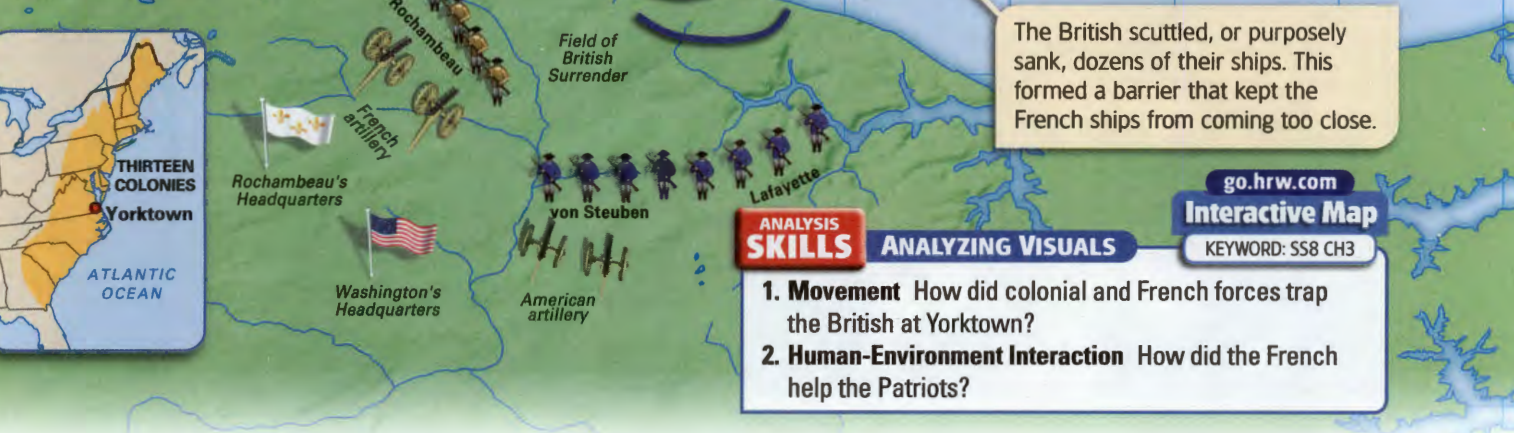 Rochambeau
Field of
British
Surrender
The British scuttled, or purposely
sank, dozens of their ships. This
formed a barrier that kept the
French ships from coming too close.
French
artillery
THIRTEEN
COLONIES
Yorktown
ATLANTIC
OCEAN
Rochambeau's
Headquarters
von Steuben
Lafayette
Washington's
Headquarters
American
artillery
go.hrw.com
Interactive Map
KEYWORD: SS8 CH3
ANALYSIS
SKILLS
ANALYZING VISUALS
1. Movement How did colonial and French forces trap
the British at Yorktown?
2. Human-Environment Interaction How did the French
help the Patriots?